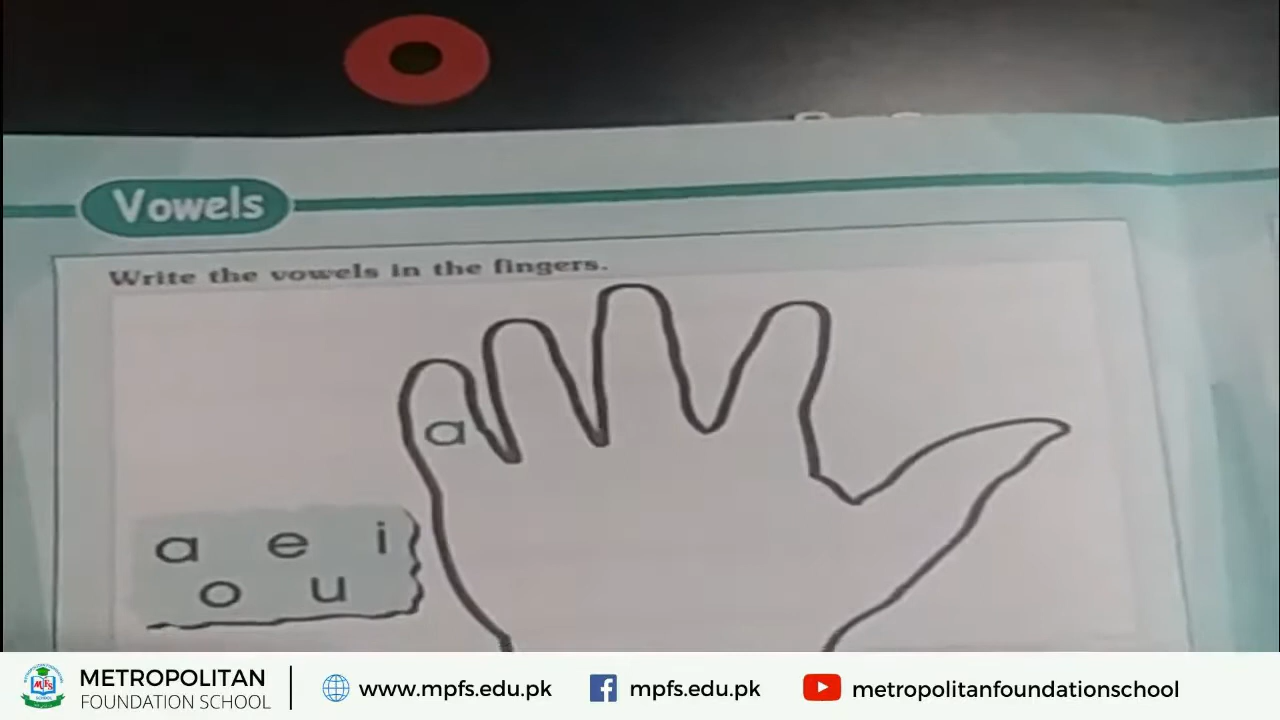 Vowels
Write the vowels in the fingers.
a
a e i
o u
METROPOLITAN
FOUNDATION SCHOOL
www.mpfs.edu.pk
mpfs.edu.pk
metropolitanfoundationschool